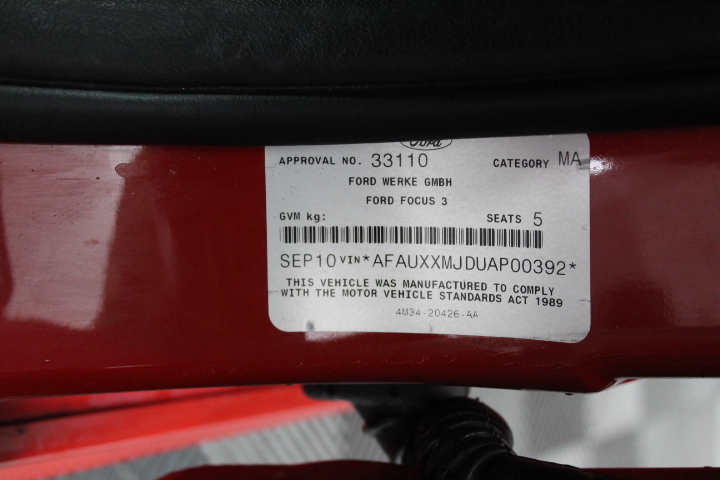 Ford
APPROVAL NO. 33110 CATEGORY MA
FORD WERKE GMBH
FORD FOCUS 3
GVM kg: SEATS 5
SEP10 VIN*AFAUXXMJDUAP00392*
THIS VEHICLE WAS MANUFACTURED TO COMPLY
WITH THE MOTOR VEHICLE STANDARDS ACT 1989
4M34-20426-AA